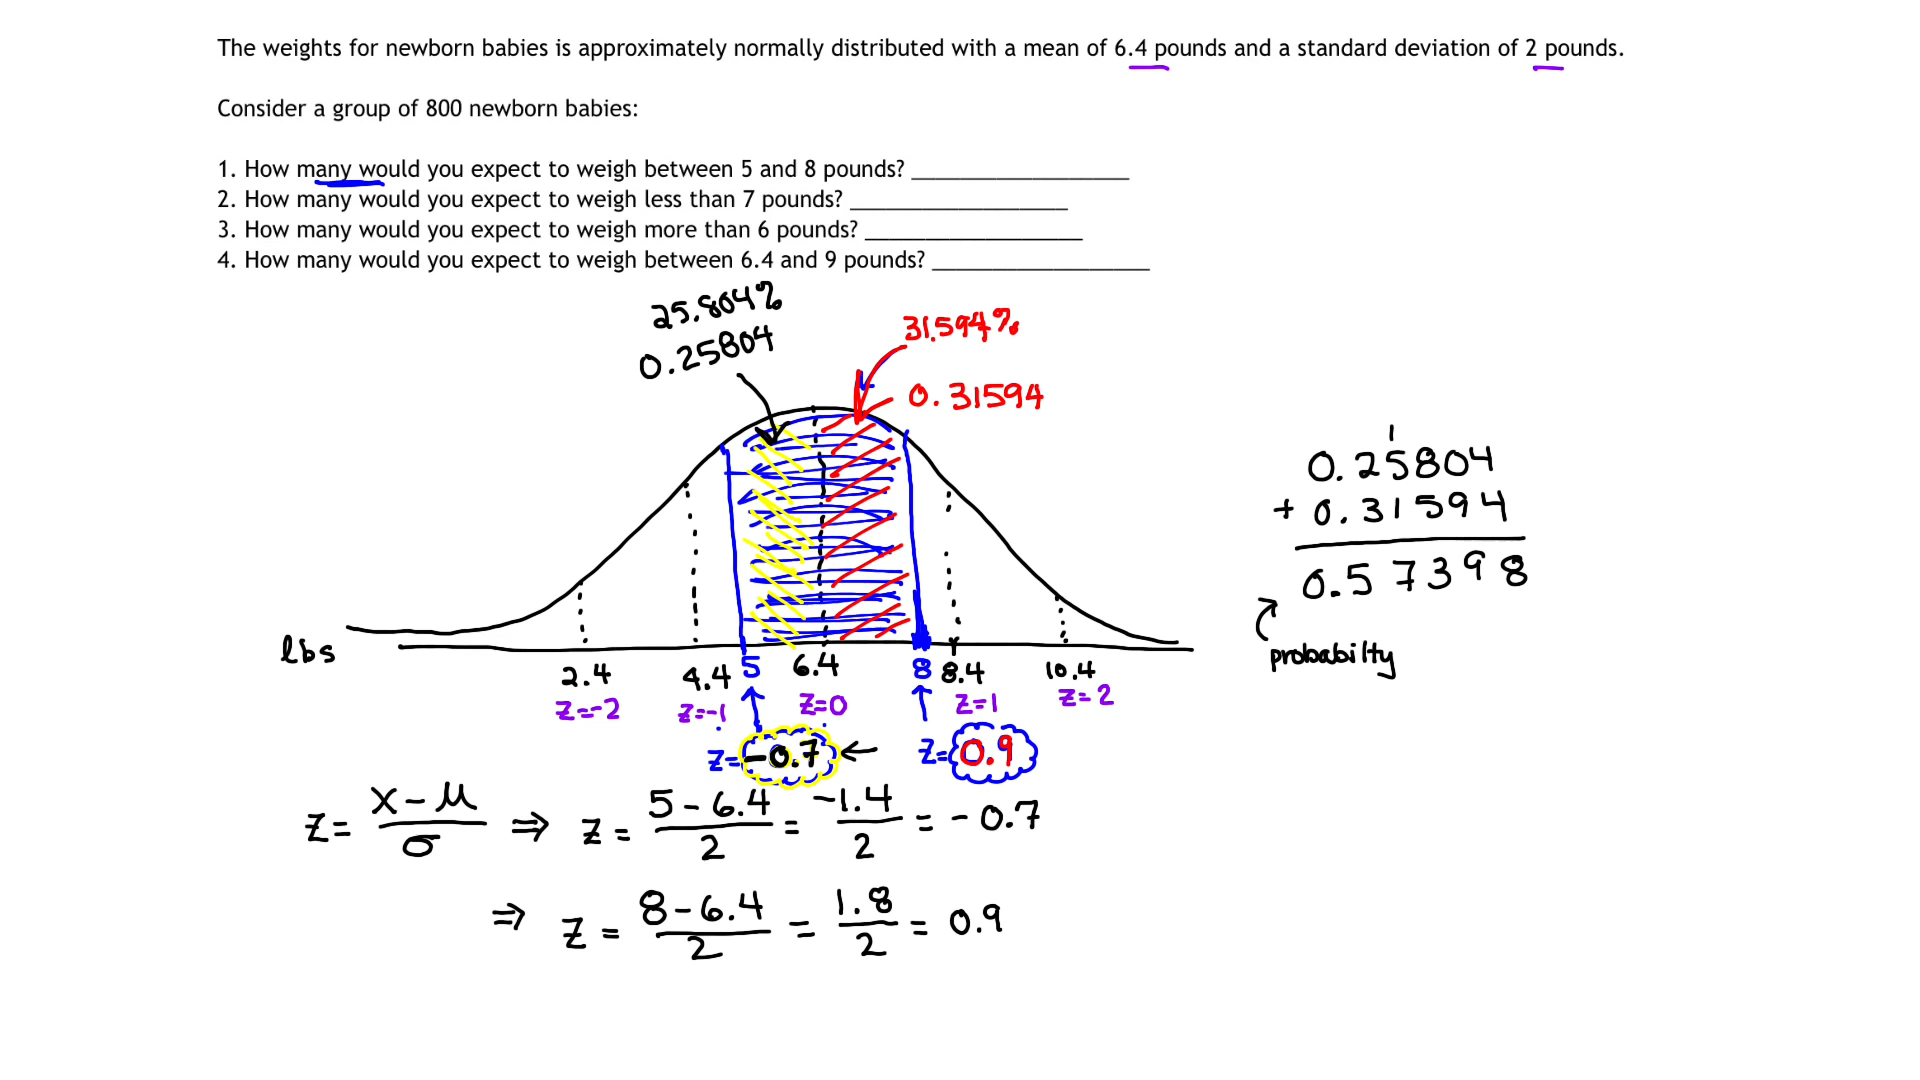 The weights for newborn babies is approximately normally distributed with a mean of 6.4 pounds and a standard deviation of 2 pounds.
Consider a group of 800 newborn babies:
1. How many would you expect to weigh between 5 and 8 pounds? __________________
2. How many would you expect to weigh less than 7 pounds? __________________
3. How many would you expect to weigh more than 6 pounds? __________________
4. How many would you expect to weigh between 6.4 and 9 pounds? __________________
25.804%
0.25804
31.594%
0.31594
1
0.25804
+ 0.31594
0.57398
probabilty
lbs
2.4 4.4 5 6.4 8 8.4 10.4
z=-2 z=-1 z=0 z=1 z=2
z=-0.7 z=0.9
z = x-μ / σ ⇒ z = 5-6.4 / 2 = -1.4 / 2 = -0.7
⇒ z = 8-6.4 / 2 = 1.8 / 2 = 0.9